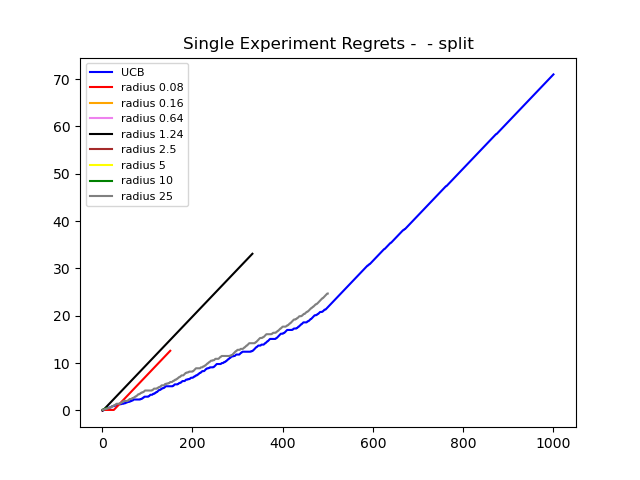 Single Experiment Regrets -  - split
UCB
radius 0.08
radius 0.16
radius 0.64
radius 1.24
radius 2.5
radius 5
radius 10
radius 25
70
60
50
40
30
20
10
0
0 200 400 600 800 1000